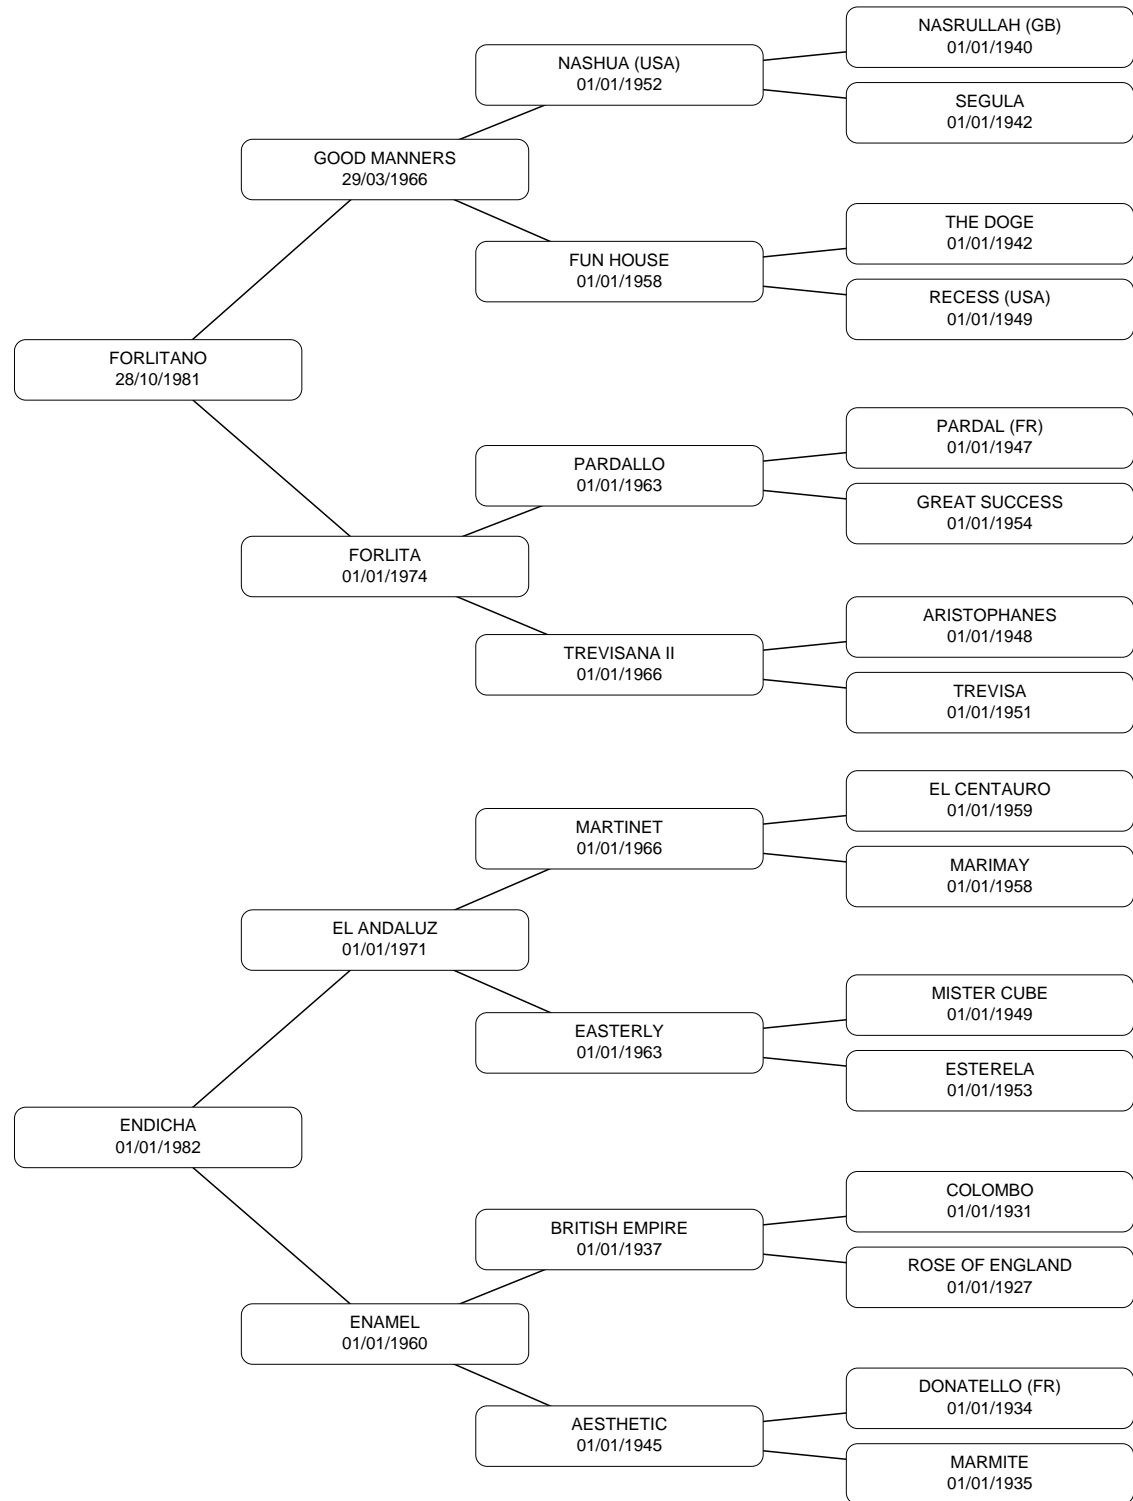 NASRULLAH (GB)
01/01/1940
NASHUA (USA)
01/01/1952
SEGULA
01/01/1942
GOOD MANNERS
29/03/1966
THE DOGE
01/01/1942
FUN HOUSE
01/01/1958
RECESS (USA)
01/01/1949
FORLITANO
28/10/1981
PARDAL (FR)
01/01/1947
PARDALLO
01/01/1963
GREAT SUCCESS
01/01/1954
FORLITA
01/01/1974
ARISTOPHANES
01/01/1948
TREVISANA II
01/01/1966
TREVISA
01/01/1951
EL CENTAURO
01/01/1959
MARTINET
01/01/1966
MARIMAY
01/01/1958
EL ANDALUZ
01/01/1971
MISTER CUBE
01/01/1949
EASTERLY
01/01/1963
ESTERELA
01/01/1953
ENDICHA
01/01/1982
COLOMBO
01/01/1931
BRITISH EMPIRE
01/01/1937
ROSE OF ENGLAND
01/01/1927
ENAMEL
01/01/1960
DONATELLO (FR)
01/01/1934
AESTHETIC
01/01/1945
MARMITE
01/01/1935